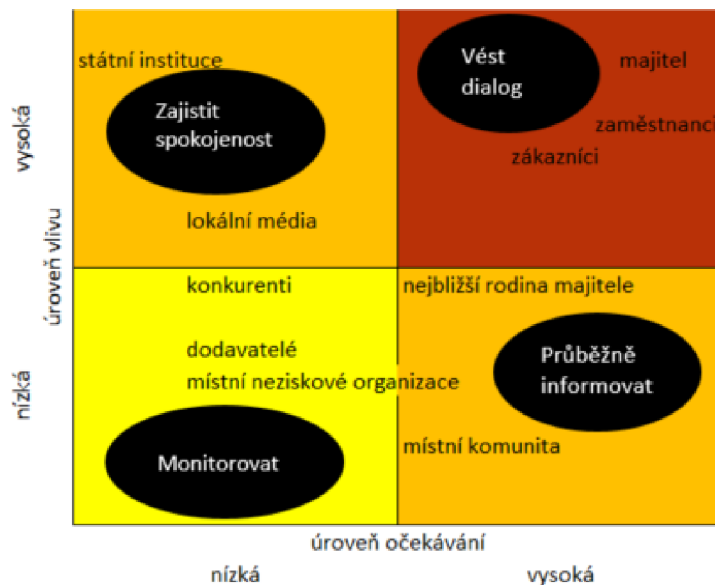 státní instituce
Zajistit
spokojenost
lokální média
Vést
dialog
majitel
zaměstnanci
zákazníci
vysoká
úroveň vlivu
nízká
konkurenti
dodavatelé
místní neziskové organizace
Monitorovat
nejbližší rodina majitele
Průběžně
informovat
místní komunita
úroveň očekávání
nízká
vysoká